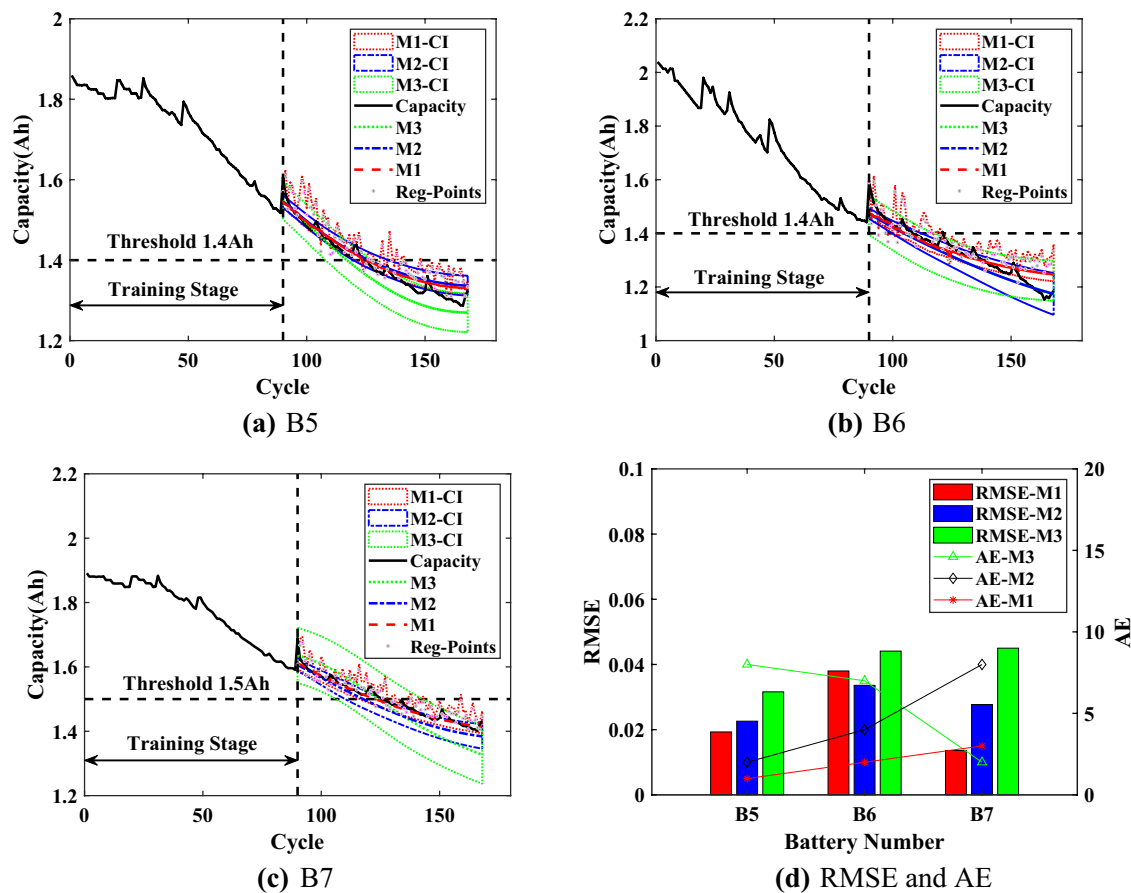 2
1.8
1.6
1.4
1.2
Capacity(Ah)
0
50
100
150
Cycle
Threshold 1.4Ah
Training Stage
M1-CI
M2-CI
M3-CI
Capacity
M3
M2
M1
Reg-Points
(a) B5
2.2
2
1.8
1.6
1.4
1.2
1
Capacity(Ah)
0
50
100
150
Cycle
Threshold 1.4Ah
Training Stage
M1-CI
M2-CI
M3-CI
Capacity
M3
M2
M1
Reg-Points
(b) B6
2.2
2
1.8
1.6
1.4
1.2
Capacity(Ah)
0
50
100
150
Cycle
Threshold 1.5Ah
Training Stage
M1-CI
M2-CI
M3-CI
Capacity
M3
M2
M1
Reg-Points
(c) B7
0.1
0.08
0.06
0.04
0.02
0
RMSE
20
15
10
5
0
AE
RMSE-M1
RMSE-M2
RMSE-M3
AE-M3
AE-M2
AE-M1
B5
B6
B7
Battery Number
(d) RMSE and AE